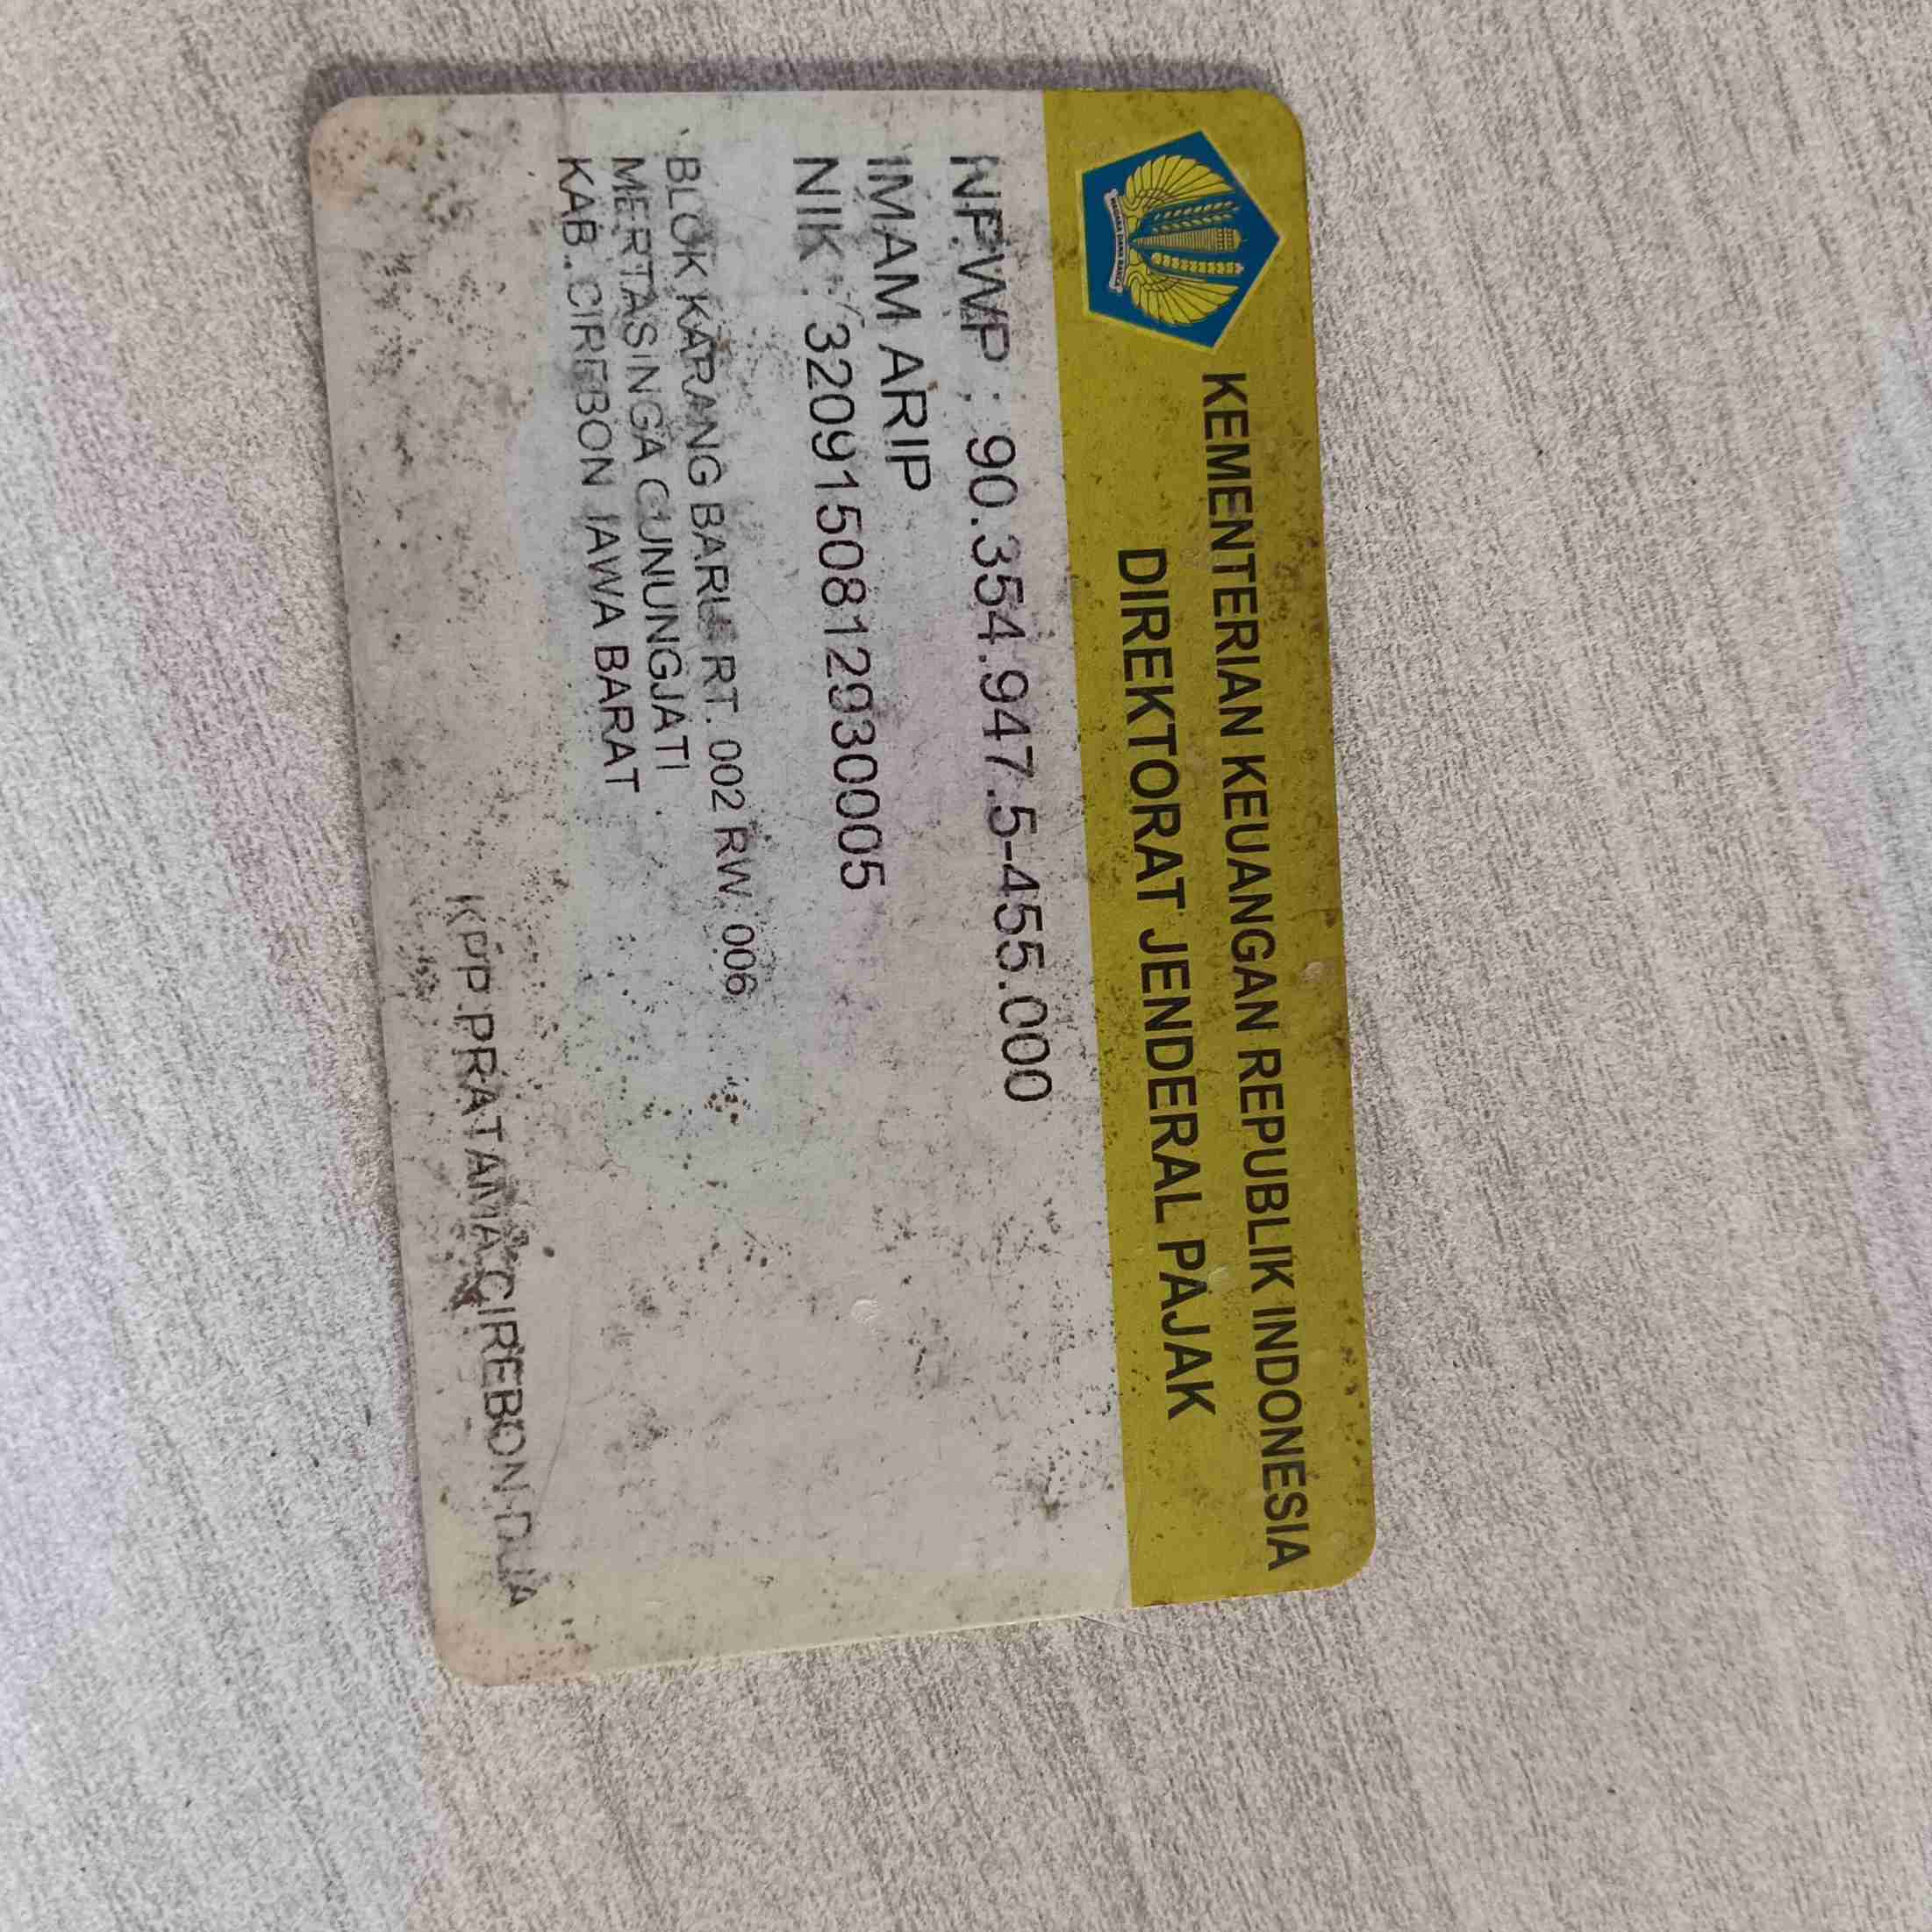 KEMENTERIAN KEUANGAN REPUBLIK INDONESIA
DIREKTORAT JENDERAL PAJAK
NPWP : 90.354.947.5-455.000
IMAM ARIP
NIK : 3209150812930005
BLOK KARANG BARU RT. 002 RW. 006
MERTASINGA GUNUNGJATI
KAB. CIREBON JAWA BARAT
KPP PRATAMA CIREBON DUA